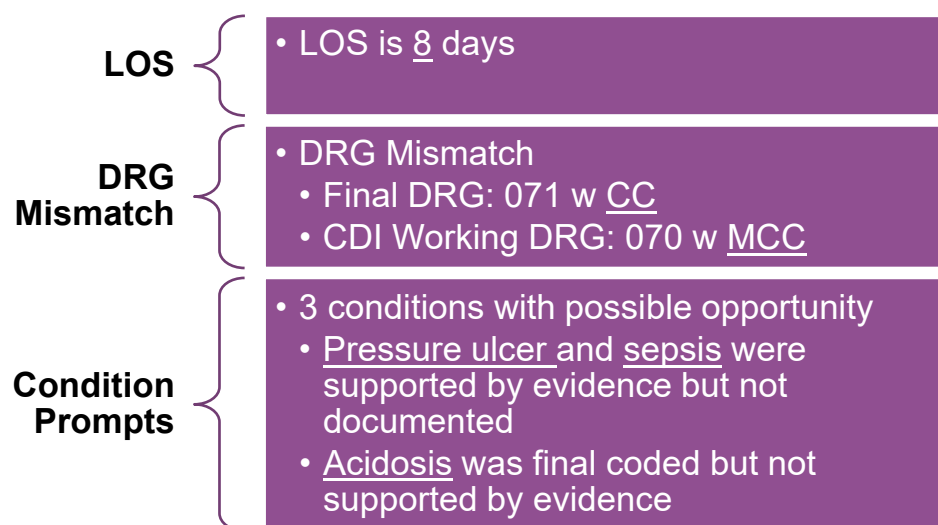 LOS
• LOS is 8 days
DRG
Mismatch
• DRG Mismatch
• Final DRG: 071 w CC
• CDI Working DRG: 070 w MCC
Condition
Prompts
• 3 conditions with possible opportunity
• Pressure ulcer and sepsis were
supported by evidence but not
documented
• Acidosis was final coded but not
supported by evidence